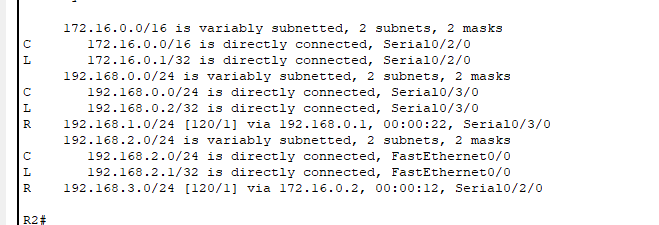 172.16.0.0/16 is variably subnetted, 2 subnets, 2 masks
C 172.16.0.0/16 is directly connected, Serial0/2/0
L 172.16.0.1/32 is directly connected, Serial0/2/0
192.168.0.0/24 is variably subnetted, 2 subnets, 2 masks
C 192.168.0.0/24 is directly connected, Serial0/3/0
L 192.168.0.2/32 is directly connected, Serial0/3/0
R 192.168.1.0/24 [120/1] via 192.168.0.1, 00:00:22, Serial0/3/0
192.168.2.0/24 is variably subnetted, 2 subnets, 2 masks
C 192.168.2.0/24 is directly connected, FastEthernet0/0
L 192.168.2.1/32 is directly connected, FastEthernet0/0
R 192.168.3.0/24 [120/1] via 172.16.0.2, 00:00:12, Serial0/2/0
R2#